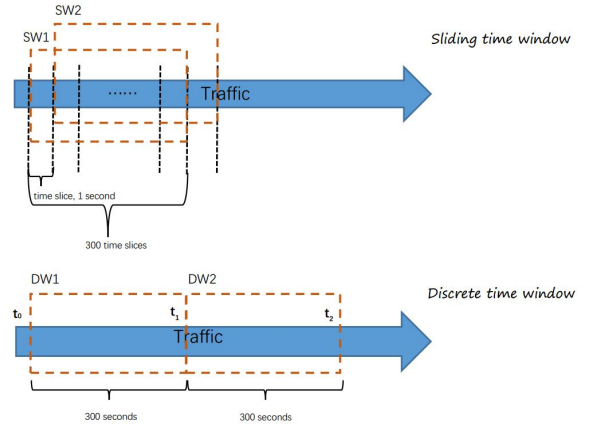 SW2
SW1
Sliding time window
......
Traffic
time slice, 1 second
300 time slices
DW1
DW2
Discrete time window
t0
t1
t2
Traffic
300 seconds
300 seconds